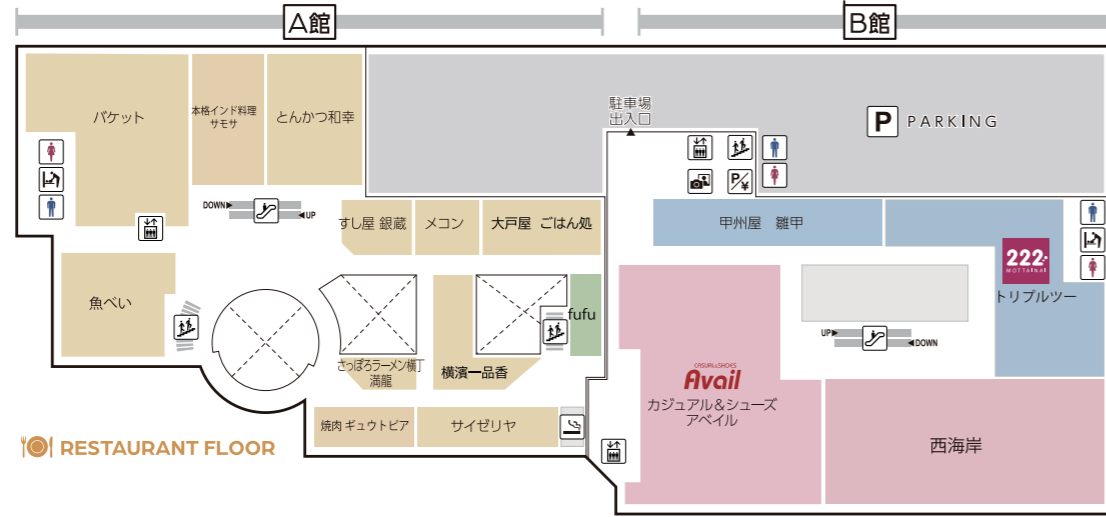 A館
B館
バケット
本格インド料理
サモサ
とんかつ和幸
駐車場
出入口
P PARKING
P/¥
DOWN
UP
すし屋 銀蔵
メコン
大戸屋 ごはん処
甲州屋 雛甲
222
MOTTAINAI
トリプルツー
魚べい
fufu
UP
DOWN
さっぽろラーメン横丁
満龍
横濱一品香
CASUAL&SHOES
Avail
カジュアル&シューズ
アベイル
焼肉 ギュウトピア
サイゼリヤ
西海岸
RESTAURANT FLOOR